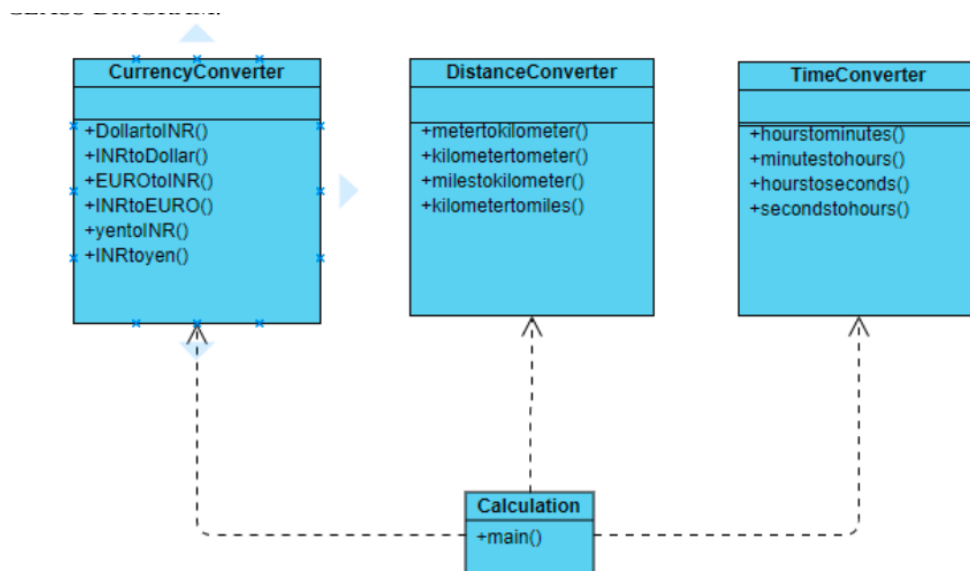 CurrencyConverter
+DollartoINR()
+INRtoDollar()
+EUROtoINR()
+INRtoEURO()
+yentoINR()
+INRtoyen()
DistanceConverter
+metertokilometer()
+kilometertometer()
+milestokilometer()
+kilometertomiles()
TimeConverter
+hourstominutes()
+minutestohours()
+hourstoseconds()
+secondstohours()
Calculation
+main()